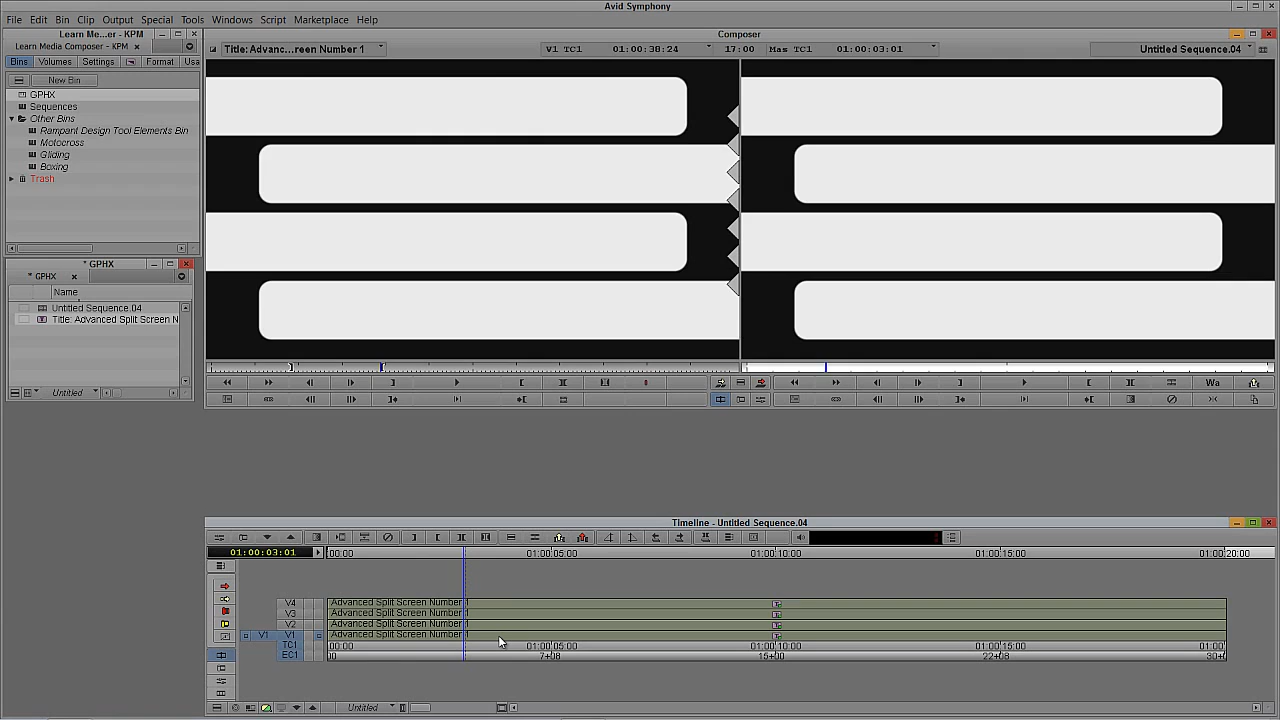 Avid Symphony
File Edit Bin Clip Output Special Tools Windows Script Marketplace Help
Learn Me...er - KPM
Composer
Learn Media Composer - KPM
Title: Advanc...reen Number 1
V1 TC1 01:00:38:24
17:00
Mas TC1 01:00:03:01
Untitled Sequence.04
Bins Volumes Settings Format Usa
New Bin
GPHX
Sequences
Other Bins
Rampant Design Tool Elements Bin
Motocross
Gliding
Boxing
Trash
* GPHX
* GPHX
Name
Untitled Sequence.04
Title: Advanced Split Screen N
Untitled
Wa
Timeline - Untitled Sequence.04
01:00:03:01
00:00 01:00:05:00 01:00:10:00 01:00:15:00 01:00:20:00
V4 Advanced Split Screen Number 1
V3 Advanced Split Screen Number 1
V2 Advanced Split Screen Number 1
V1 V1 Advanced Split Screen Number 1
TC1 00:00 01:00:05:00 01:00:10:00 01:00:15:00 01:00:
EC1 7+08 15+00 22+08 30+
Untitled